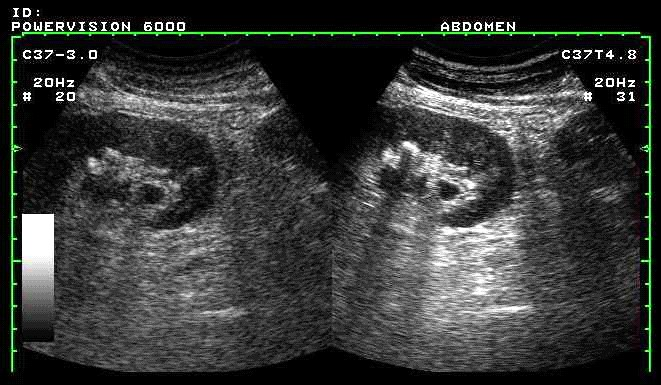 ID:
POWERVISION 6000 ABDOMEN
C37-3.0 C37T4.8
20Hz 20Hz
# 20 # 31